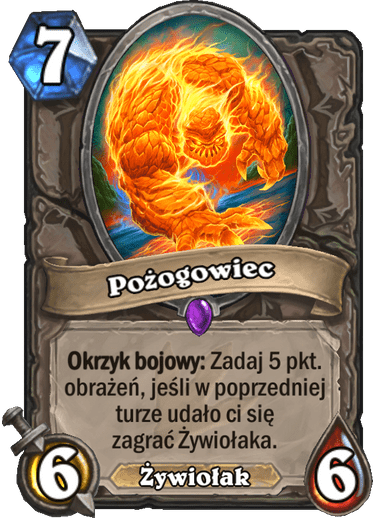 7
Pożogowiec
Okrzyk bojowy: Zadaj 5 pkt.
obrażeń, jeśli w poprzedniej
turze udało ci się
zagrać Żywiołaka.
6
Żywiołak
6